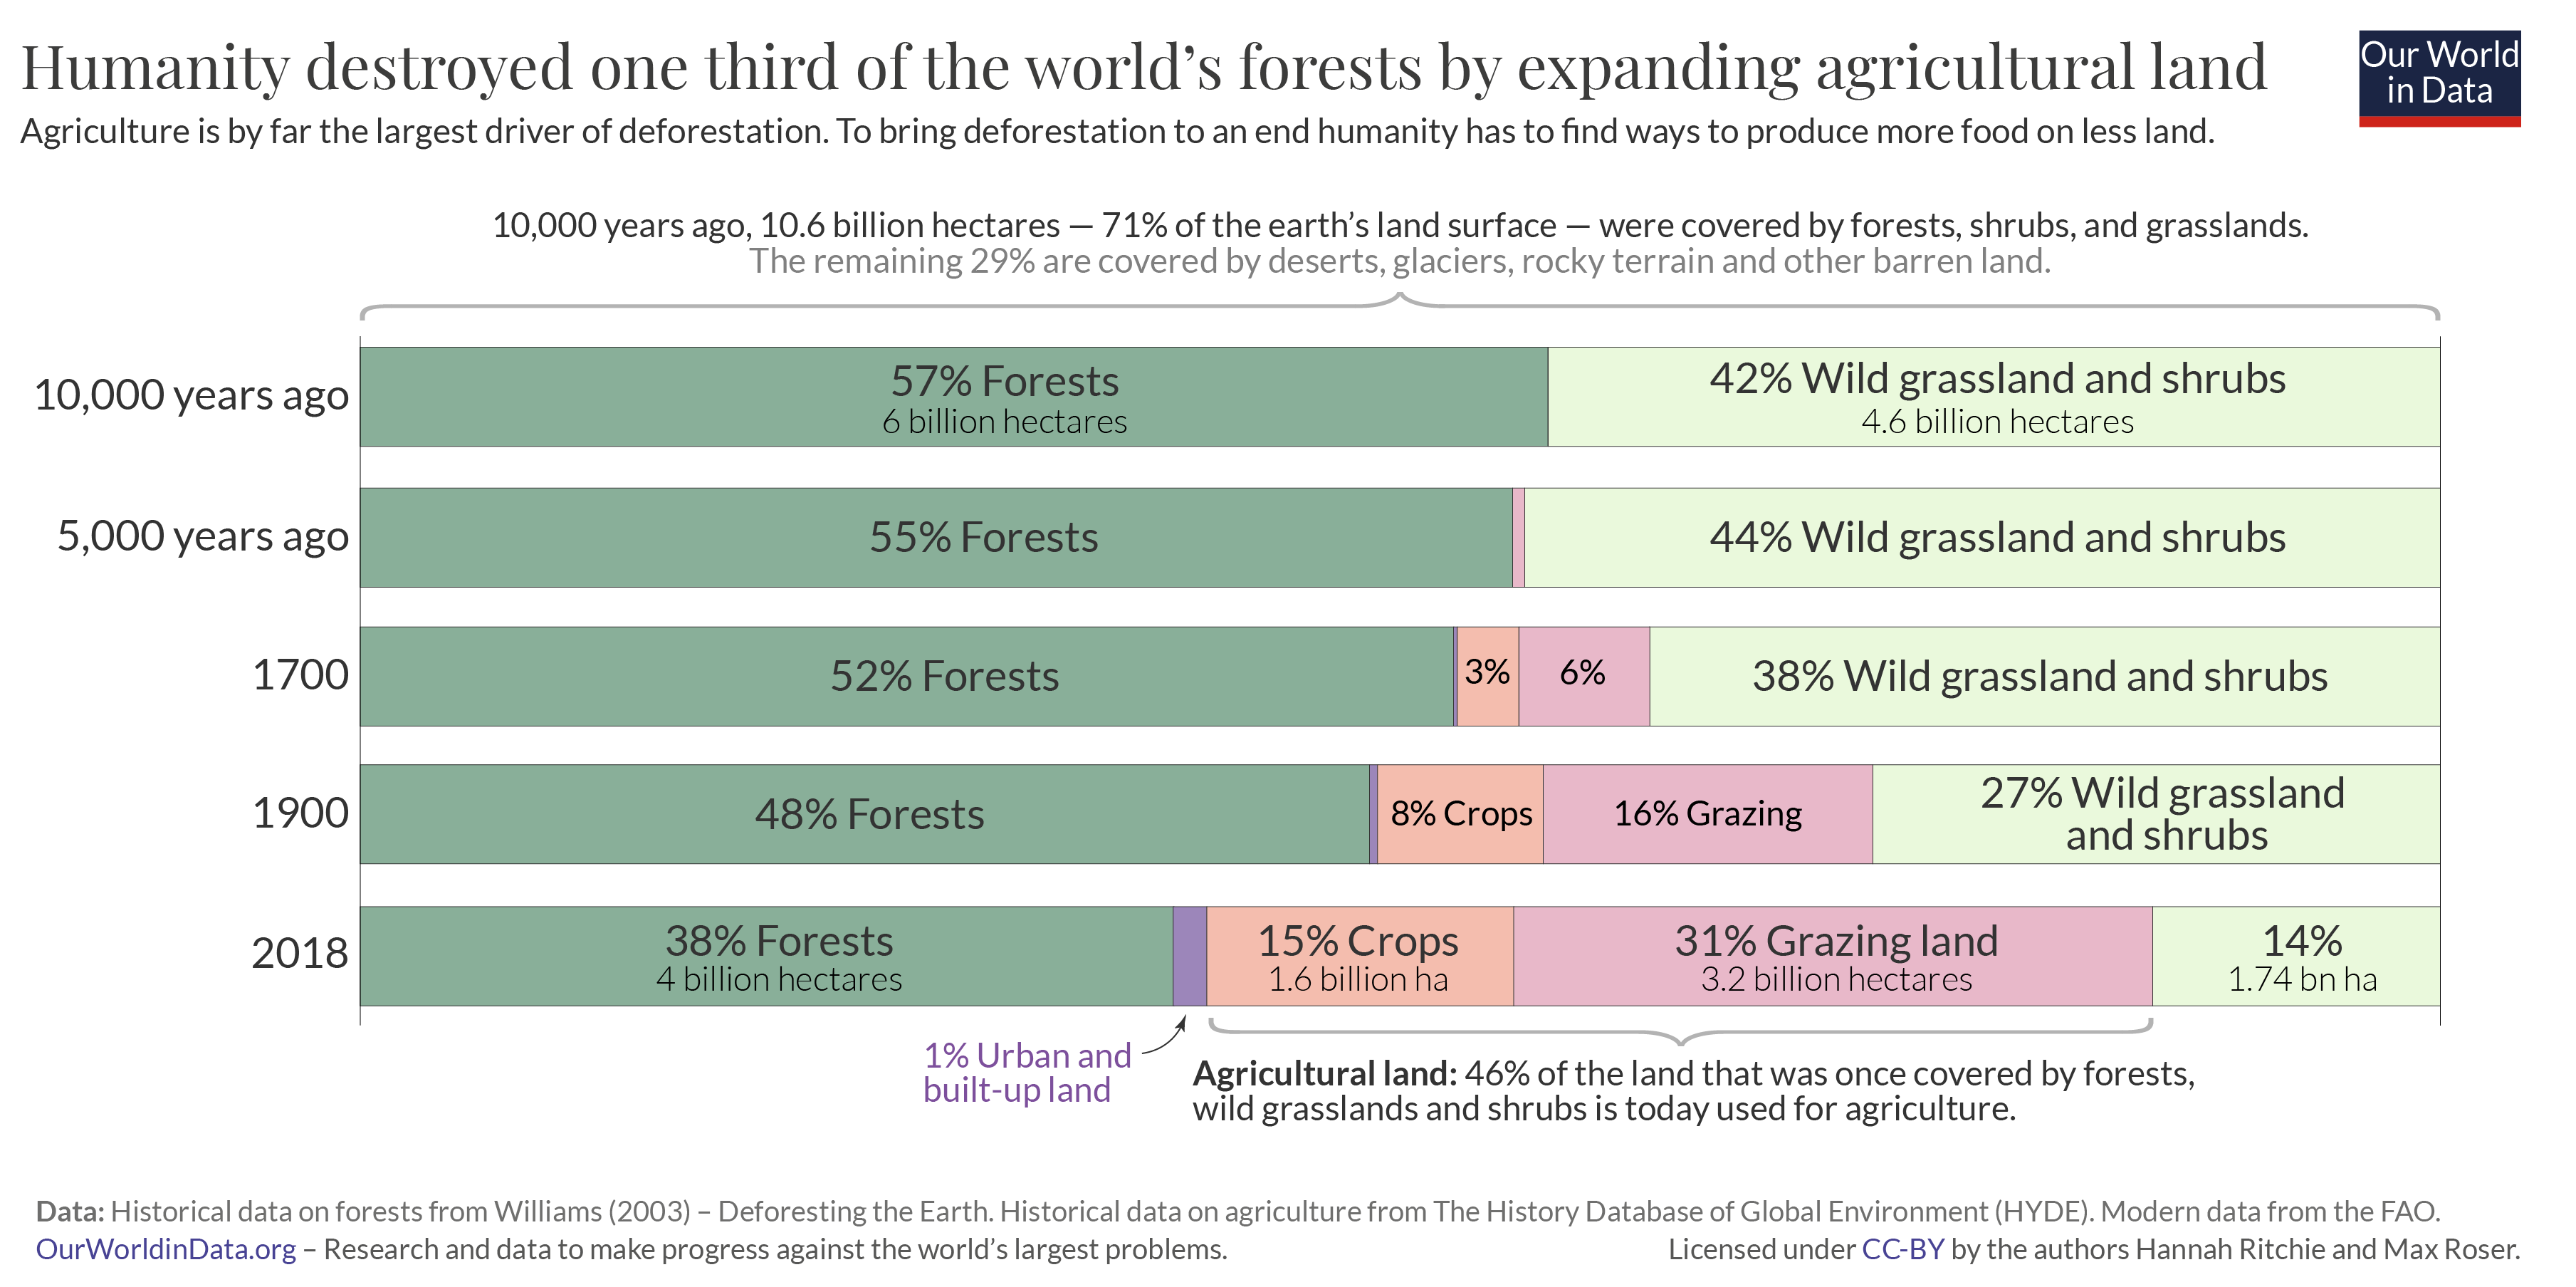 Humanity destroyed one third of the world’s forests by expanding agricultural land
Our World
in Data
Agriculture is by far the largest driver of deforestation. To bring deforestation to an end humanity has to find ways to produce more food on less land.
10,000 years ago, 10.6 billion hectares — 71% of the earth’s land surface — were covered by forests, shrubs, and grasslands.
The remaining 29% are covered by deserts, glaciers, rocky terrain and other barren land.
10,000 years ago
57% Forests
6 billion hectares
42% Wild grassland and shrubs
4.6 billion hectares
5,000 years ago
55% Forests
44% Wild grassland and shrubs
1700
52% Forests
3%
6%
38% Wild grassland and shrubs
1900
48% Forests
8% Crops
16% Grazing
27% Wild grassland
and shrubs
2018
38% Forests
4 billion hectares
15% Crops
1.6 billion ha
31% Grazing land
3.2 billion hectares
14%
1.74 bn ha
1% Urban and
built-up land
Agricultural land: 46% of the land that was once covered by forests,
wild grasslands and shrubs is today used for agriculture.
Data: Historical data on forests from Williams (2003) – Deforesting the Earth. Historical data on agriculture from The History Database of Global Environment (HYDE). Modern data from the FAO.
OurWorldinData.org – Research and data to make progress against the world’s largest problems.
Licensed under CC-BY by the authors Hannah Ritchie and Max Roser.